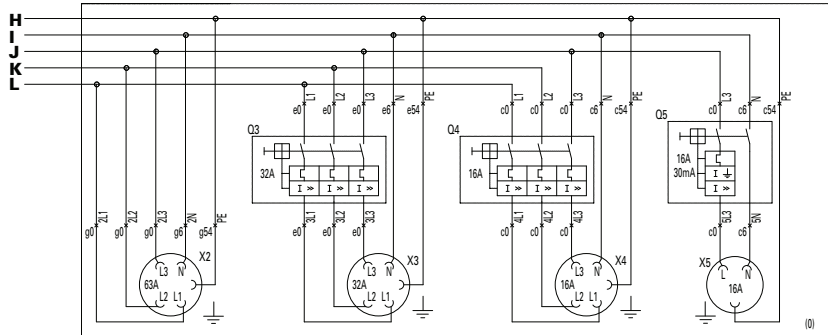 H
I
J
K
L
e0 L1 e0 L2 e0 L3 e6 N e54 PE
c0 L1 c0 L2 c0 L3 c6 N c54 PE
c0 L3 c6 N c54 PE
Q3
32A
I >> I >> I >>
Q4
16A
I >> I >> I >>
Q5
16A
30mA
I
I >>
g0 2L1 g0 2L2 g0 2L3 g6 2N g54 PE
e0 3L1 e0 3L2 e0 3L3
c0 4L1 c0 4L2 c0 4L3
c0 5L3 c6 5N
X2
L3 N
63A
L2 L1
X3
L3 N
32A
L2 L1
X4
L3 N
16A
L2 L1
X5
L N
16A
(0)